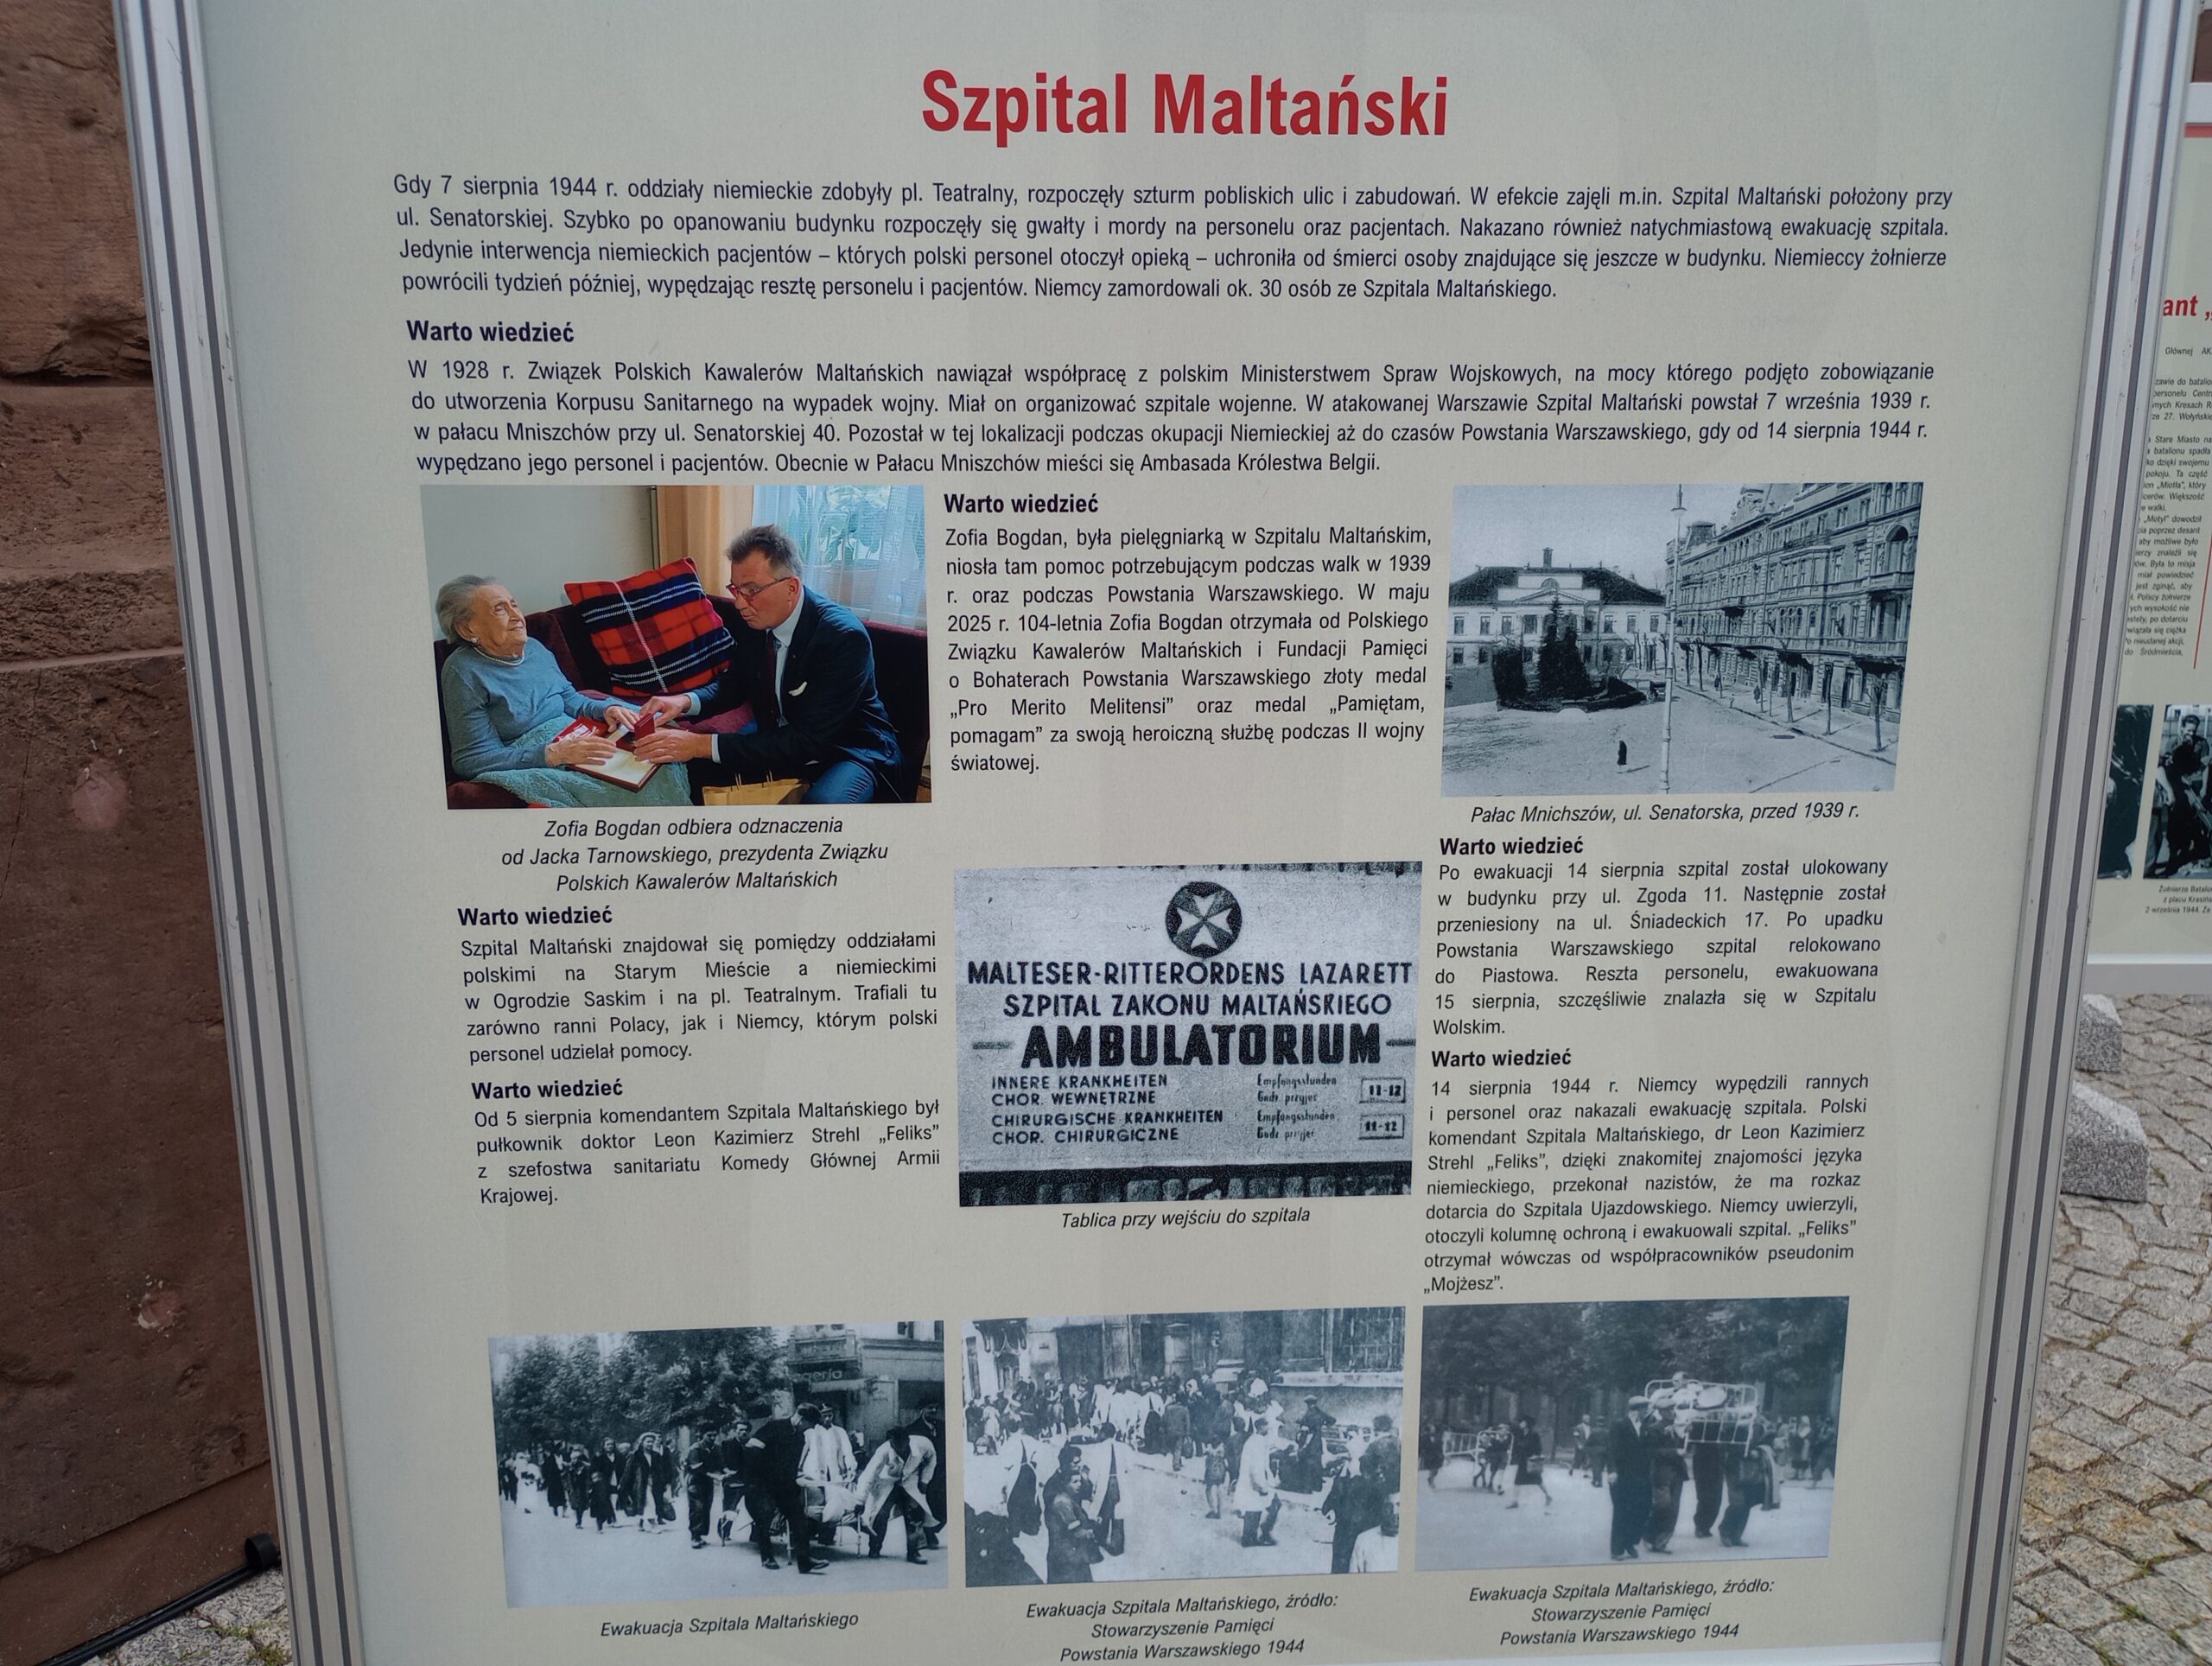 Szpital Maltański
Gdy 7 sierpnia 1944 r. oddziały niemieckie zdobyły pl. Teatralny, rozpoczęły szturm pobliskich ulic i zabudowań. W efekcie zajęli m.in. Szpital Maltański położony przy
ul. Senatorskiej. Szybko po opanowaniu budynku rozpoczęły się gwałty i mordy na personelu oraz pacjentach. Nakazano również natychmiastową ewakuację szpitala.
Jedynie interwencja niemieckich pacjentów – których polski personel otoczył opieką – uchroniła od śmierci osoby znajdujące się jeszcze w budynku. Niemieccy żołnierze
powrócili tydzień później, wypędzając resztę personelu i pacjentów. Niemcy zamordowali ok. 30 osób ze Szpitala Maltańskiego.
Warto wiedzieć
W 1928 r. Związek Polskich Kawalerów Maltańskich nawiązał współpracę z polskim Ministerstwem Spraw Wojskowych, na mocy którego podjęto zobowiązanie
do utworzenia Korpusu Sanitarnego na wypadek wojny. Miał on organizować szpitale wojenne. W atakowanej Warszawie Szpital Maltański powstał 7 września 1939 r.
w pałacu Mniszchów przy ul. Senatorskiej 40. Pozostał w tej lokalizacji podczas okupacji Niemieckiej aż do czasów Powstania Warszawskiego, gdy od 14 sierpnia 1944 r.
wypędzano jego personel i pacjentów. Obecnie w Pałacu Mniszchów mieści się Ambasada Królestwa Belgii.
Zofia Bogdan odbiera odznaczenia
od Jacka Tarnowskiego, prezydenta Związku
Polskich Kawalerów Maltańskich
Warto wiedzieć
Szpital Maltański znajdował się pomiędzy oddziałami
polskimi na Starym Mieście a niemieckimi
w Ogrodzie Saskim i na pl. Teatralnym. Trafiali tu
zarówno ranni Polacy, jak i Niemcy, którym polski
personel udzielał pomocy.
Warto wiedzieć
Od 5 sierpnia komendantem Szpitala Maltańskiego był
pułkownik doktor Leon Kazimierz Strehl „Feliks”
z szefostwa sanitariatu Komedy Głównej Armii
Krajowej.
Warto wiedzieć
Zofia Bogdan, była pielęgniarką w Szpitalu Maltańskim,
niosła tam pomoc potrzebującym podczas walk w 1939
r. oraz podczas Powstania Warszawskiego. W maju
2025 r. 104-letnia Zofia Bogdan otrzymała od Polskiego
Związku Kawalerów Maltańskich i Fundacji Pamięci
o Bohaterach Powstania Warszawskiego złoty medal
„Pro Merito Melitensi” oraz medal „Pamiętam,
pomagam” za swoją heroiczną służbę podczas II wojny
światowej.
MALTESER-RITTERORDENS LAZARETT
SZPITAL ZAKONU MALTAŃSKIEGO
AMBULATORIUM
INNERE KRANKHEITEN Empfangsstunden 11-12
CHOR. WEWNĘTRZNE Godz. przyjęć
CHIRURGISCHE KRANKHEITEN Empfangsstunden 11-12
CHOR. CHIRURGICZNE Godz. przyjęć
Tablica przy wejściu do szpitala
Pałac Mnichszów, ul. Senatorska, przed 1939 r.
Warto wiedzieć
Po ewakuacji 14 sierpnia szpital został ulokowany
w budynku przy ul. Zgoda 11. Następnie został
przeniesiony na ul. Śniadeckich 17. Po upadku
Powstania Warszawskiego szpital relokowano
do Piastowa. Reszta personelu, ewakuowana
15 sierpnia, szczęśliwie znalazła się w Szpitalu
Wolskim.
Warto wiedzieć
14 sierpnia 1944 r. Niemcy wypędzili rannych
i personel oraz nakazali ewakuację szpitala. Polski
komendant Szpitala Maltańskiego, dr Leon Kazimierz
Strehl „Feliks”, dzięki znakomitej znajomości języka
niemieckiego, przekonał nazistów, że ma rozkaz
dotarcia do Szpitala Ujazdowskiego. Niemcy uwierzyli,
otoczyli kolumnę ochroną i ewakuowali szpital. „Feliks”
otrzymał wówczas od współpracowników pseudonim
„Mojżesz”.
Ewakuacja Szpitala Maltańskiego
Ewakuacja Szpitala Maltańskiego, źródło:
Stowarzyszenie Pamięci
Powstania Warszawskiego 1944
Ewakuacja Szpitala Maltańskiego, źródło:
Stowarzyszenie Pamięci
Powstania Warszawskiego 1944